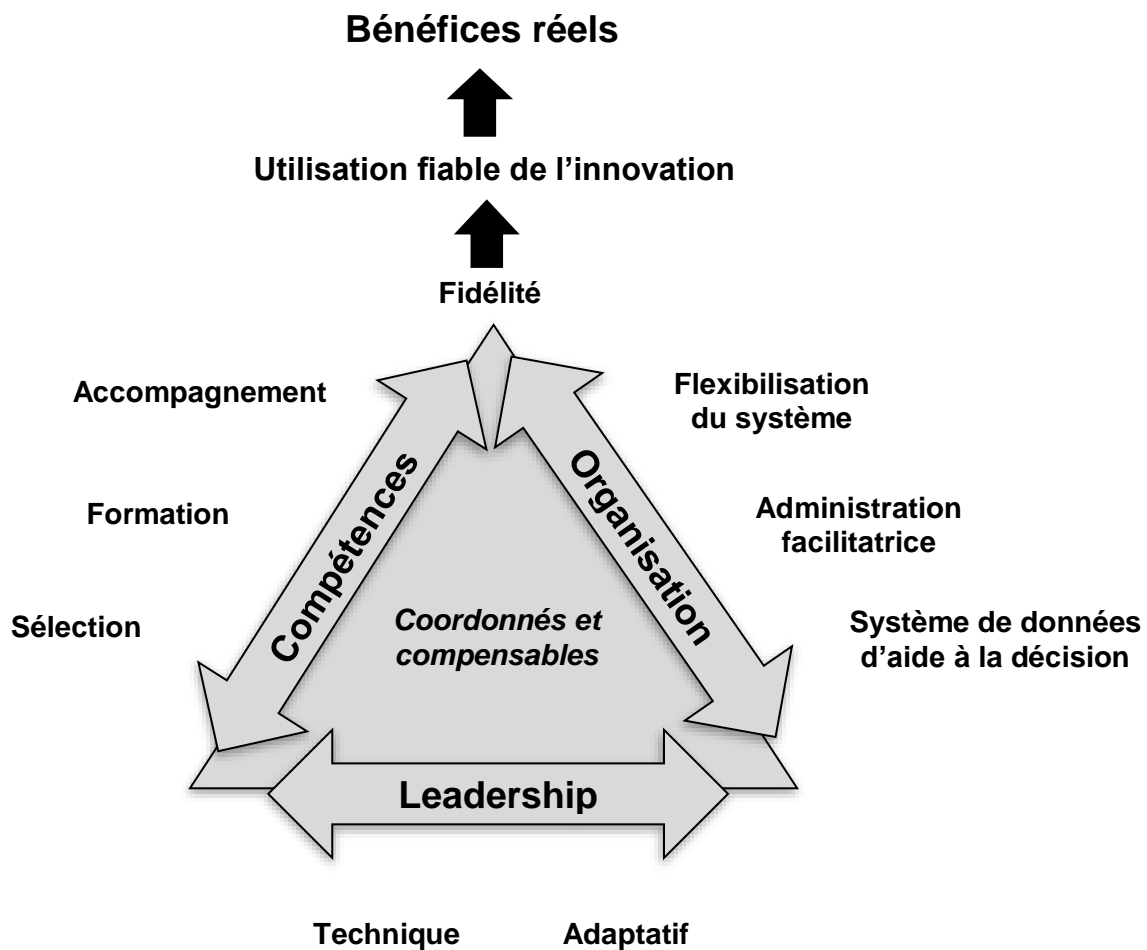 Bénéfices réels
Utilisation fiable de l’innovation
Fidélité
Accompagnement
Formation
Sélection
Compétences
Organisation
Flexibilisation
du système
Administration
facilitatrice
Système de données
d’aide à la décision
Coordonnés et
compensables
Leadership
Technique
Adaptatif